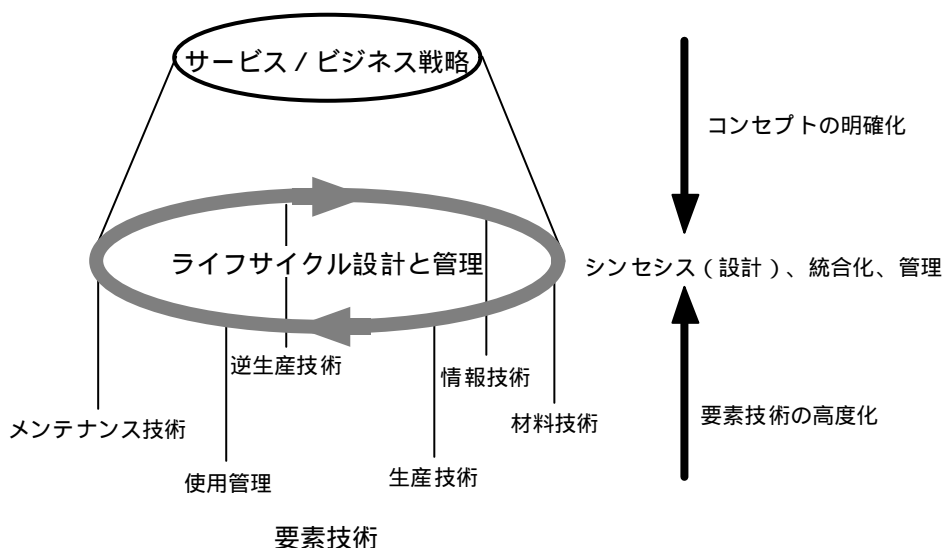 サービス / ビジネス戦略
コンセプトの明確化
ライフサイクル設計と管理
シンセシス(設計)、統合化、管理
逆生産技術
情報技術
メンテナンス技術
材料技術
要素技術の高度化
使用管理
生産技術
要素技術